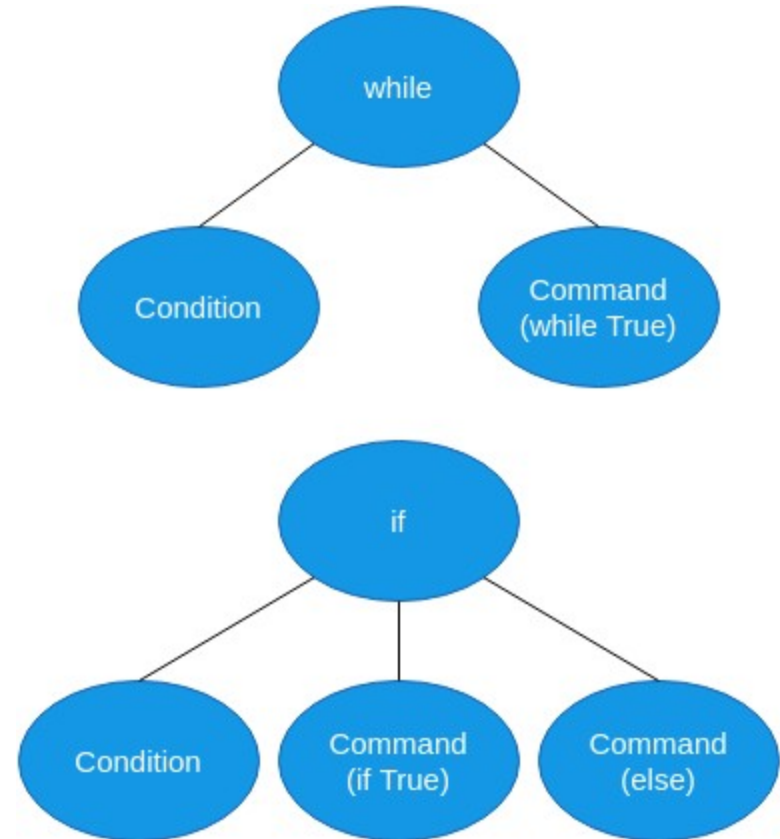 while
Condition
Command
(while True)
if
Condition
Command
(if True)
Command
(else)